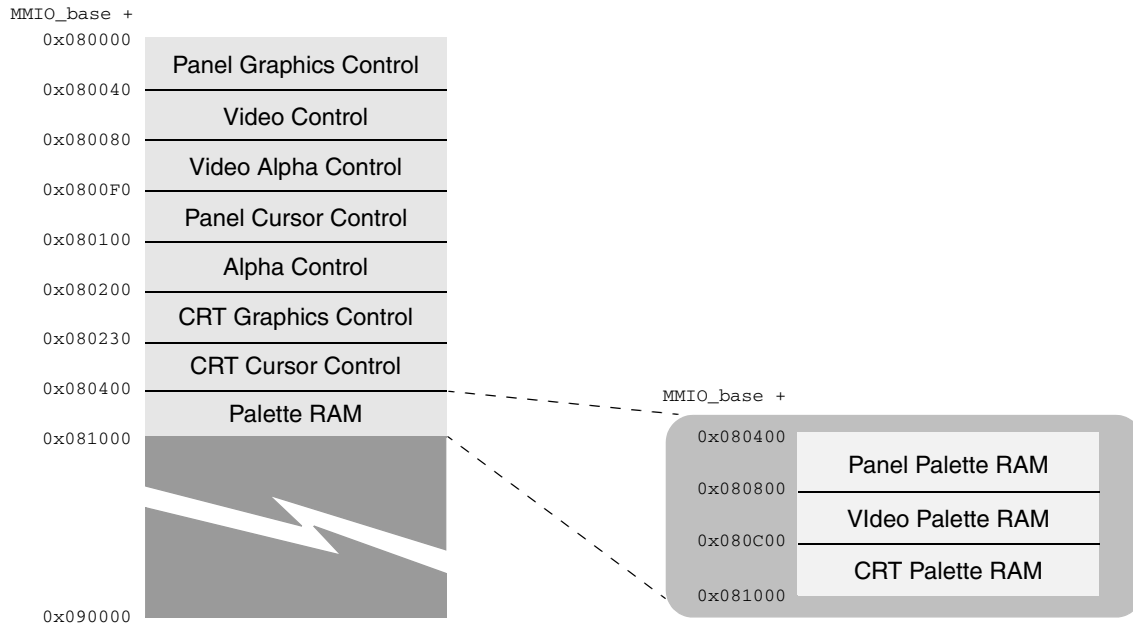 MMIO_base +
0x080000
Panel Graphics Control
0x080040
Video Control
0x080080
Video Alpha Control
0x0800F0
Panel Cursor Control
0x080100
Alpha Control
0x080200
CRT Graphics Control
0x080230
CRT Cursor Control
0x080400
Palette RAM
0x081000
0x090000
MMIO_base +
0x080400
Panel Palette RAM
0x080800
VIdeo Palette RAM
0x080C00
CRT Palette RAM
0x081000